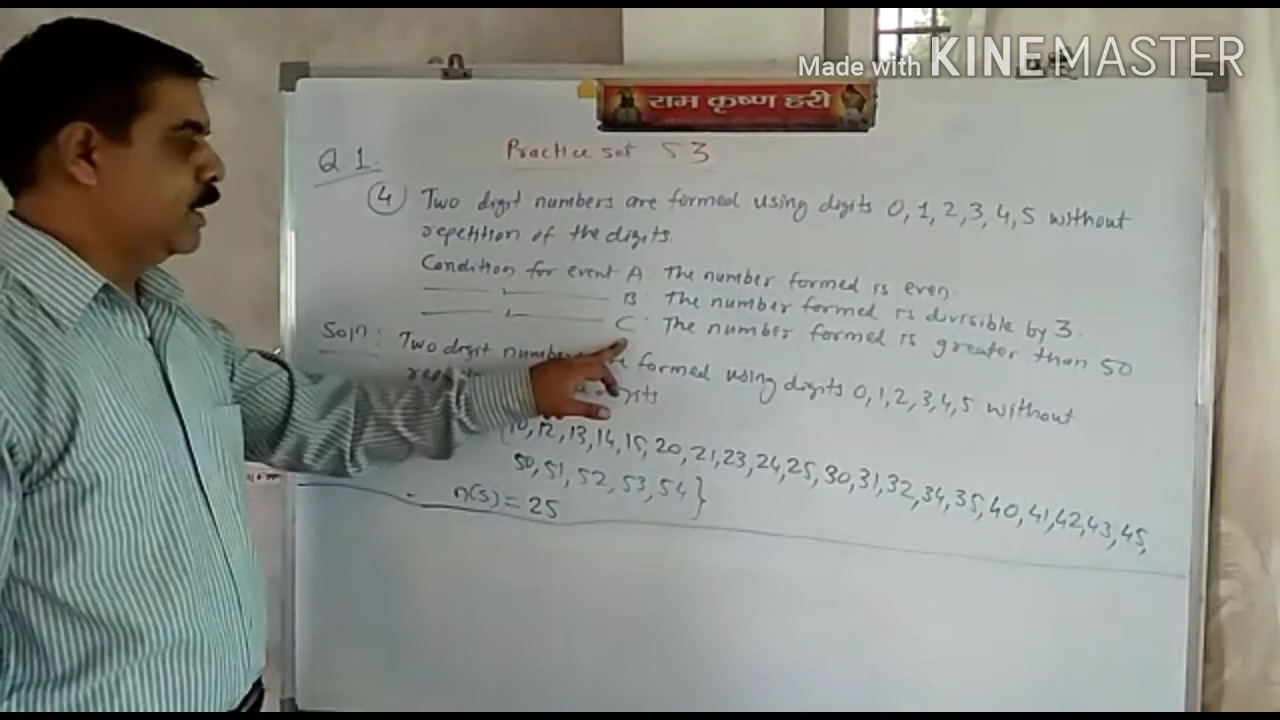 Made with KINEMASTER
राम कृष्ण हरी
Practice set 53
Q.1.
④ Two digit numbers are formed using digits 0, 1, 2, 3, 4, 5 without
repetition of the digits.
Condition for event A The number formed is even.
—— , —— B : The number formed is divisible by 3.
—— , —— C : The number formed is greater than 50
Soln : Two digit numbers formed using digits 0, 1, 2, 3, 4, 5 without
10, 12, 13, 14, 15, 20, 21, 23, 24, 25, 30, 31, 32, 34, 35, 40, 41, 42, 43, 45,
50, 51, 52, 53, 54 }
n(S) = 25